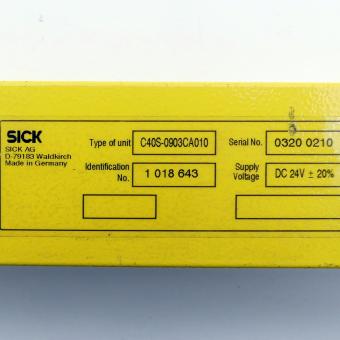 SICK
SICK AG
D-79183 Waldkirch
Made in Germany
Type of unit C40S-0903CA010 Serial No. 0320 0210
Identification No. 1 018 643 Supply Voltage DC 24V ± 20%